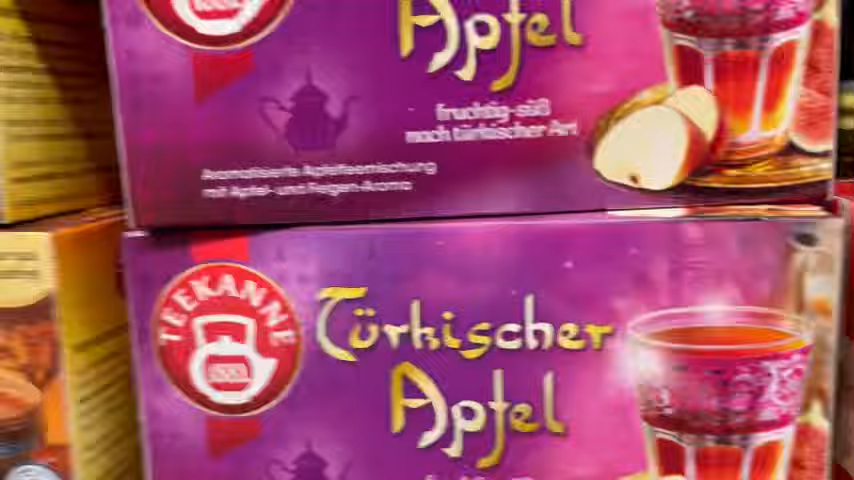 Apfel
fruchtig-süß
nach türkischer Art
Aromatisierte Apfelteemischung
mit Apfel- und Feigen-Aroma
TEEKANNE
Türkischer
Apfel